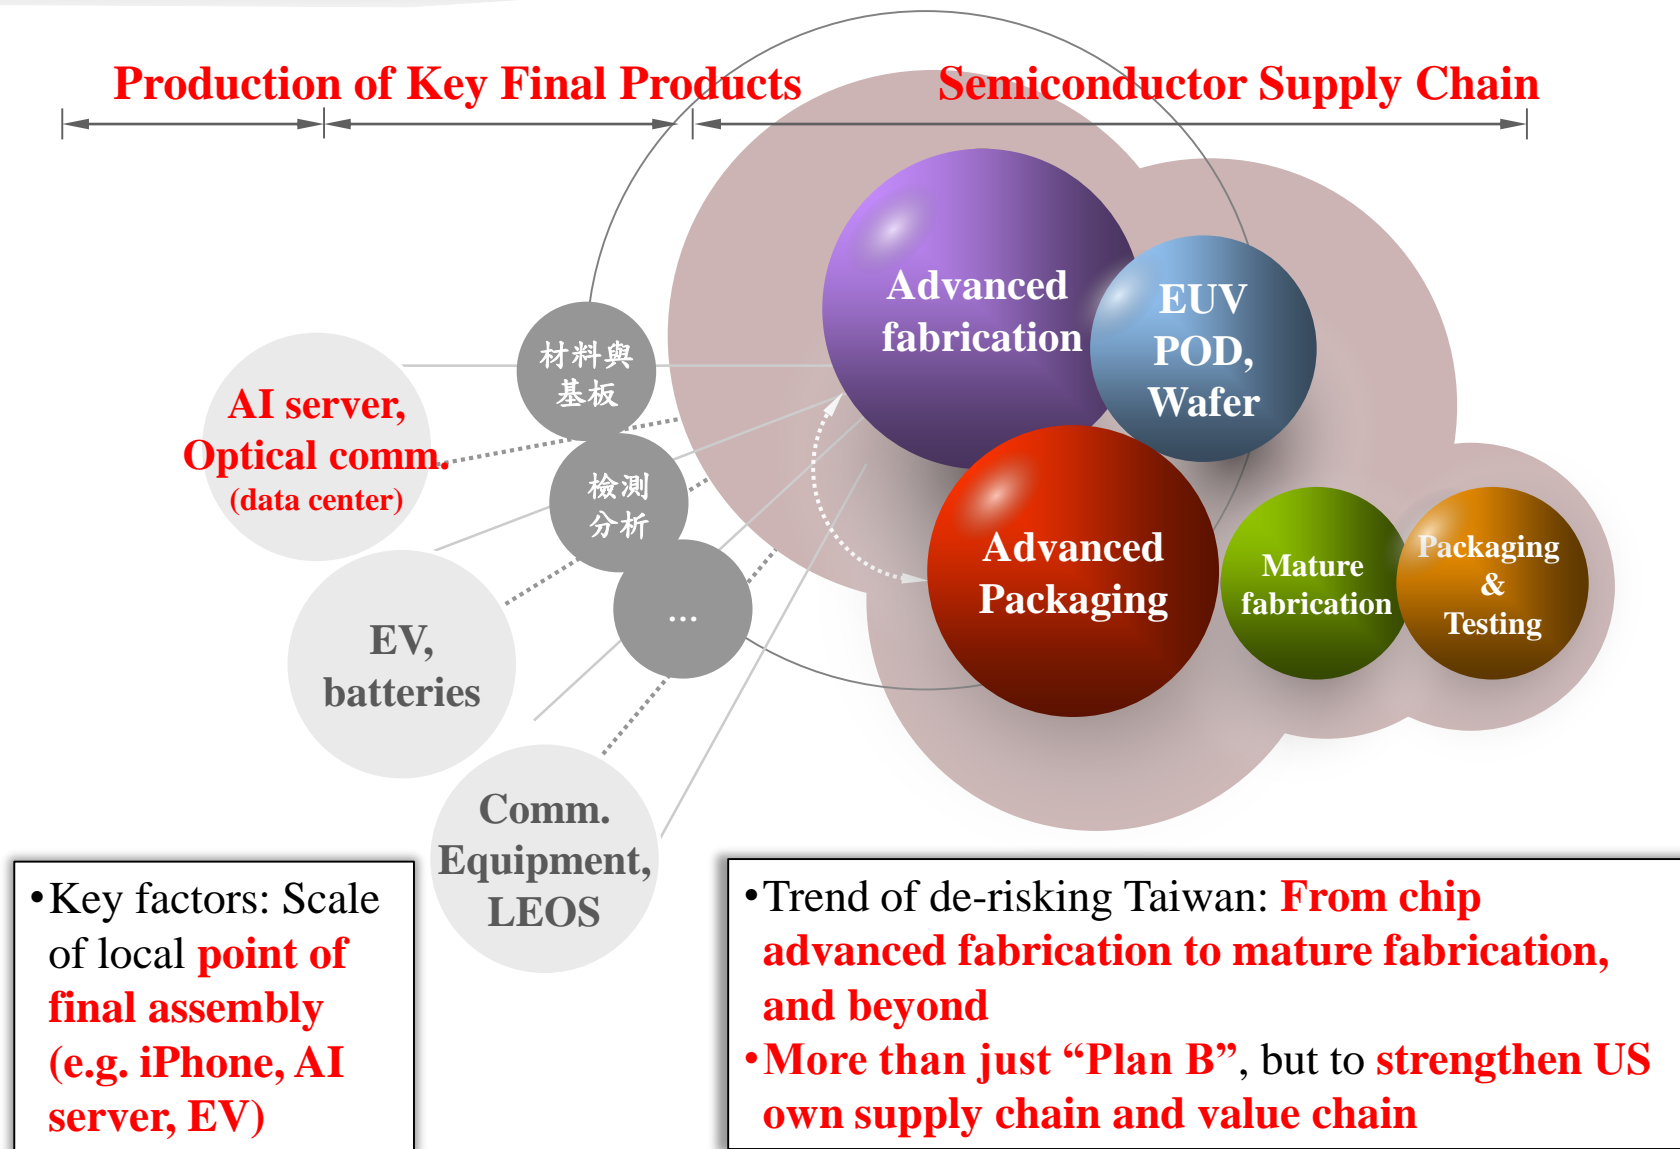 Production of Key Final Products
Semiconductor Supply Chain
Advanced
fabrication
EUV
POD,
Wafer
材料與
基板
AI server,
Optical comm.
(data center)
檢測
分析
Advanced
Packaging
Mature
fabrication
Packaging
&
Testing
...
EV,
batteries
Comm.
Equipment,
LEOS
•Key factors: Scale
of local point of
final assembly
(e.g. iPhone, AI
server, EV)
•Trend of de-risking Taiwan: From chip
advanced fabrication to mature fabrication,
and beyond
•More than just “Plan B”, but to strengthen US
own supply chain and value chain